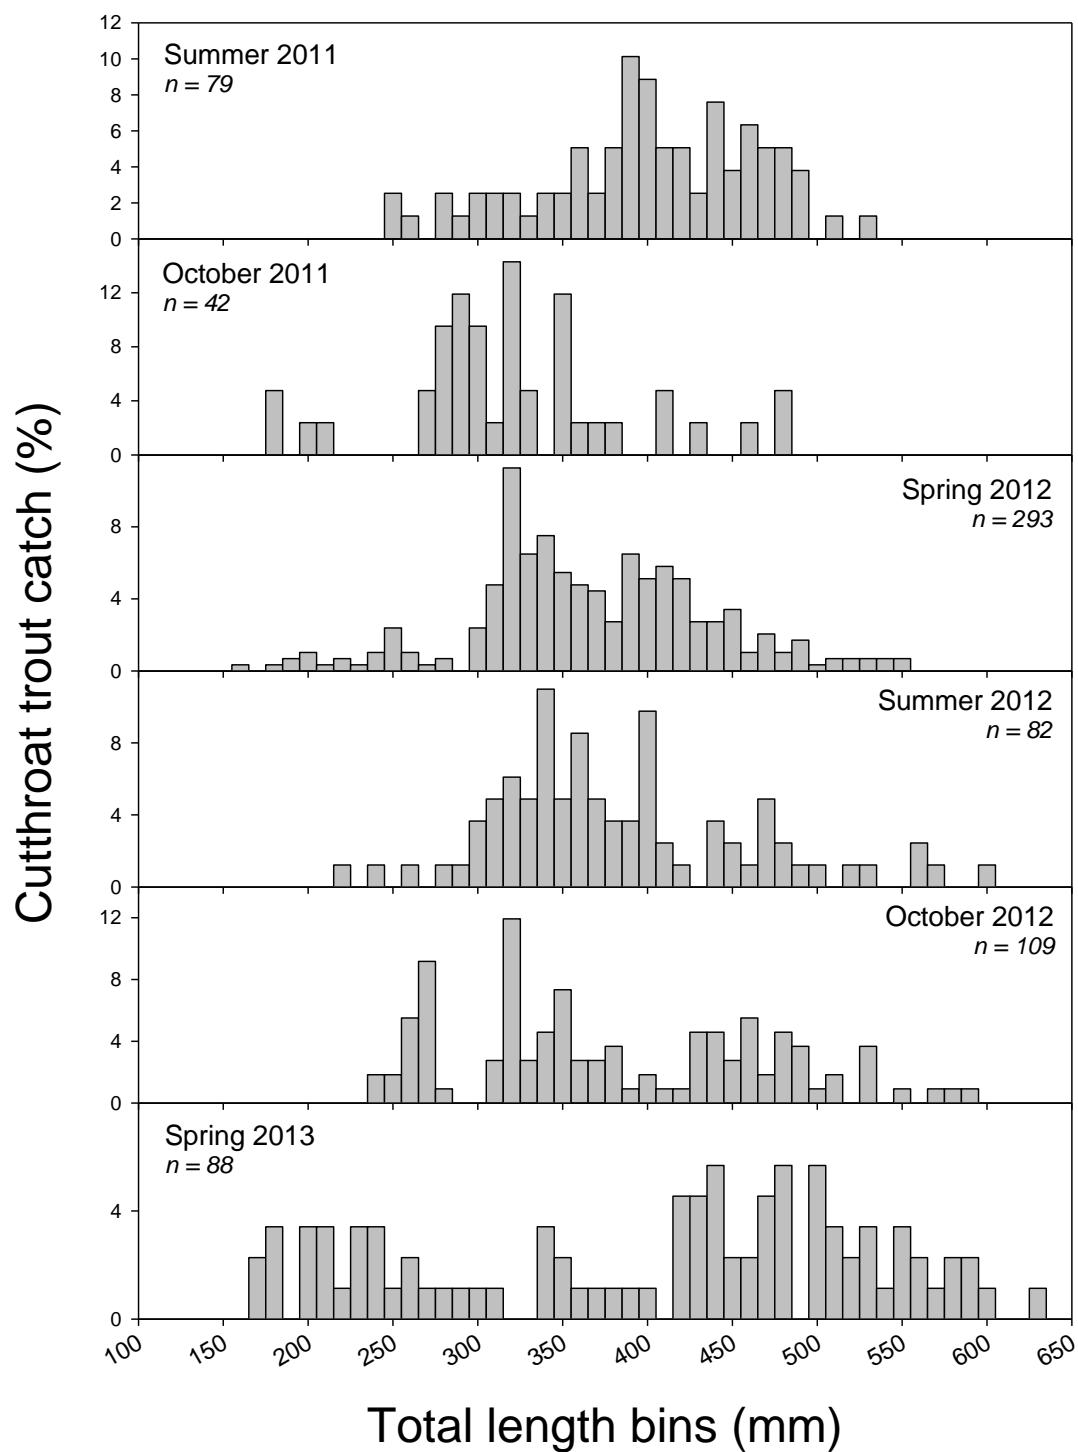 12
10
8
6
4
2
0
Summer 2011
n = 79
12
8
4
0
October 2011
n = 42
8
4
0
Spring 2012
n = 293
8
4
0
Summer 2012
n = 82
12
8
4
0
October 2012
n = 109
4
0
Spring 2013
n = 88
Cutthroat trout catch (%)
100 150 200 250 300 350 400 450 500 550 600 650
Total length bins (mm)